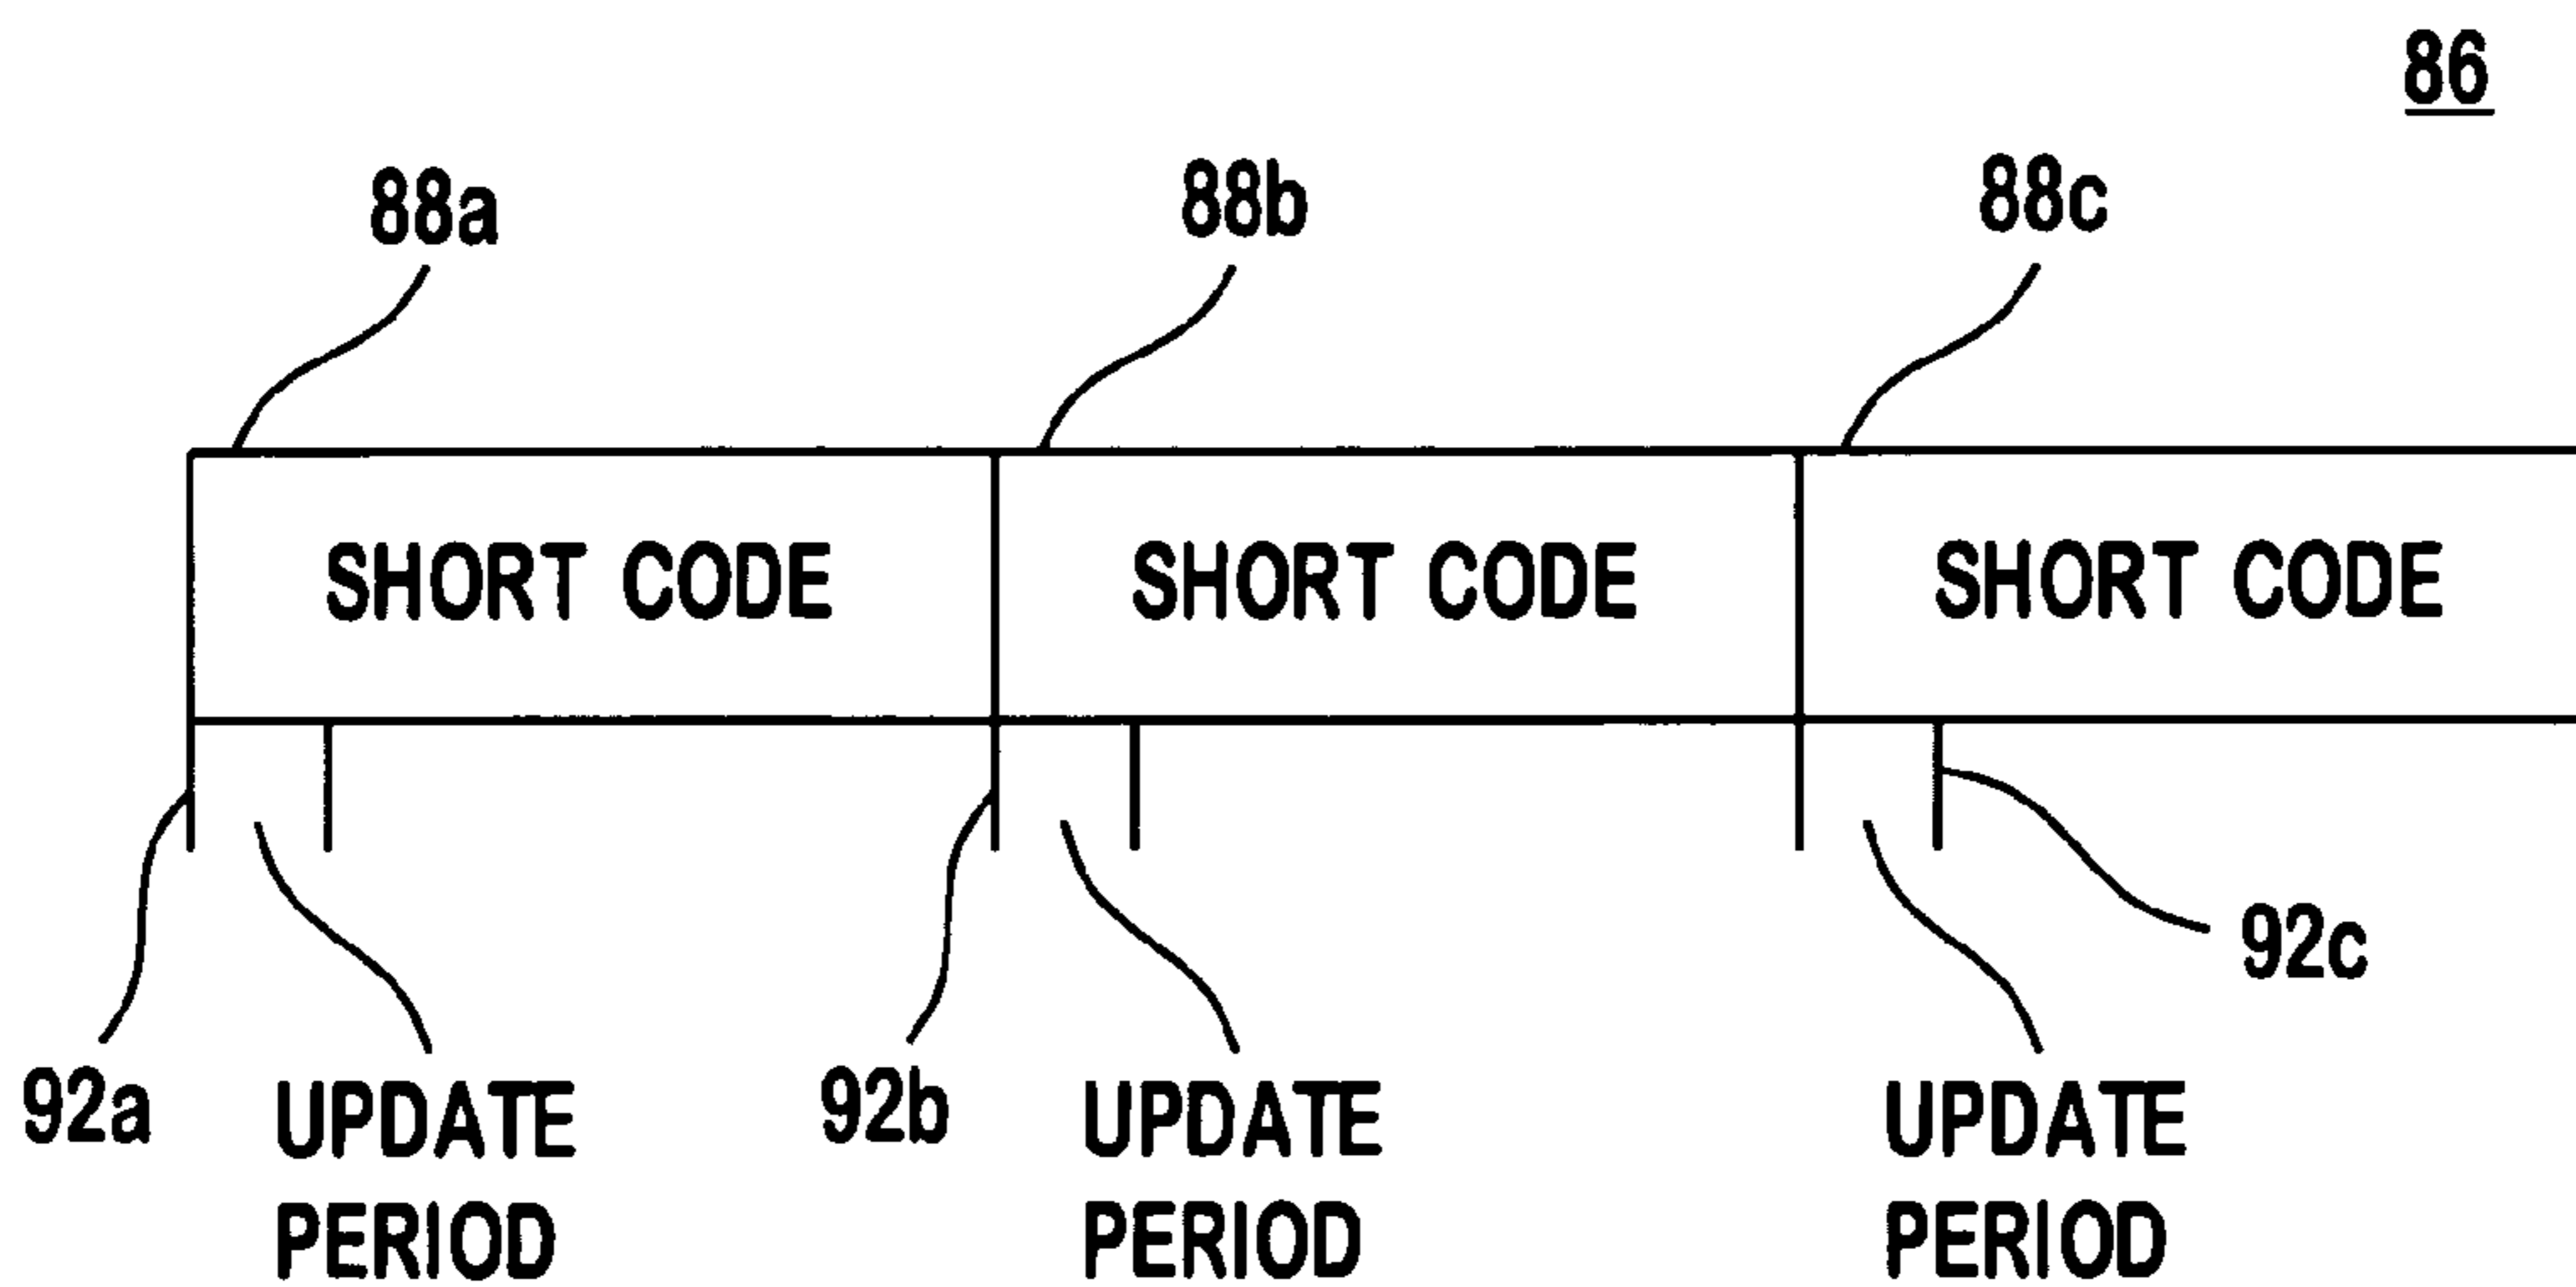 86
88a
88b
88c
SHORT CODE
SHORT CODE
SHORT CODE
92c
92a
UPDATE
PERIOD
92b
UPDATE
PERIOD
UPDATE
PERIOD